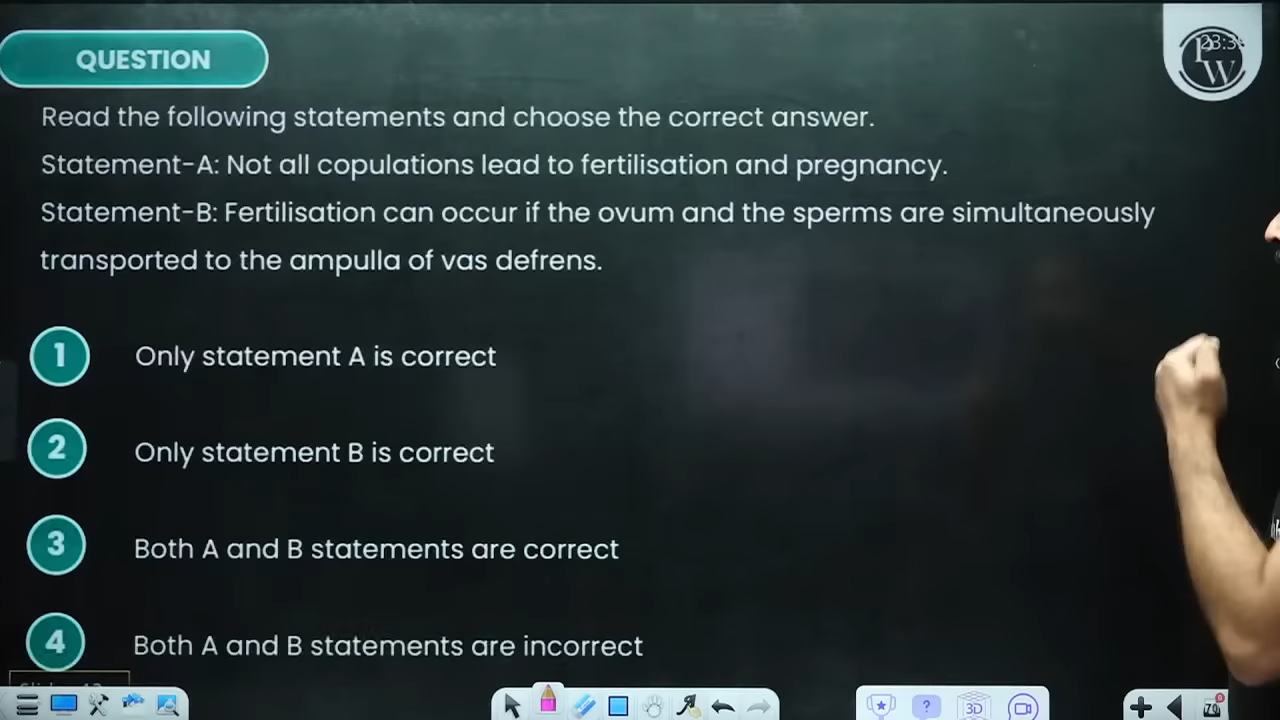 QUESTION
Read the following statements and choose the correct answer.
Statement-A: Not all copulations lead to fertilisation and pregnancy.
Statement-B: Fertilisation can occur if the ovum and the sperms are simultaneously
transported to the ampulla of vas defrens.
1 Only statement A is correct
2 Only statement B is correct
3 Both A and B statements are correct
4 Both A and B statements are incorrect
PW
3D